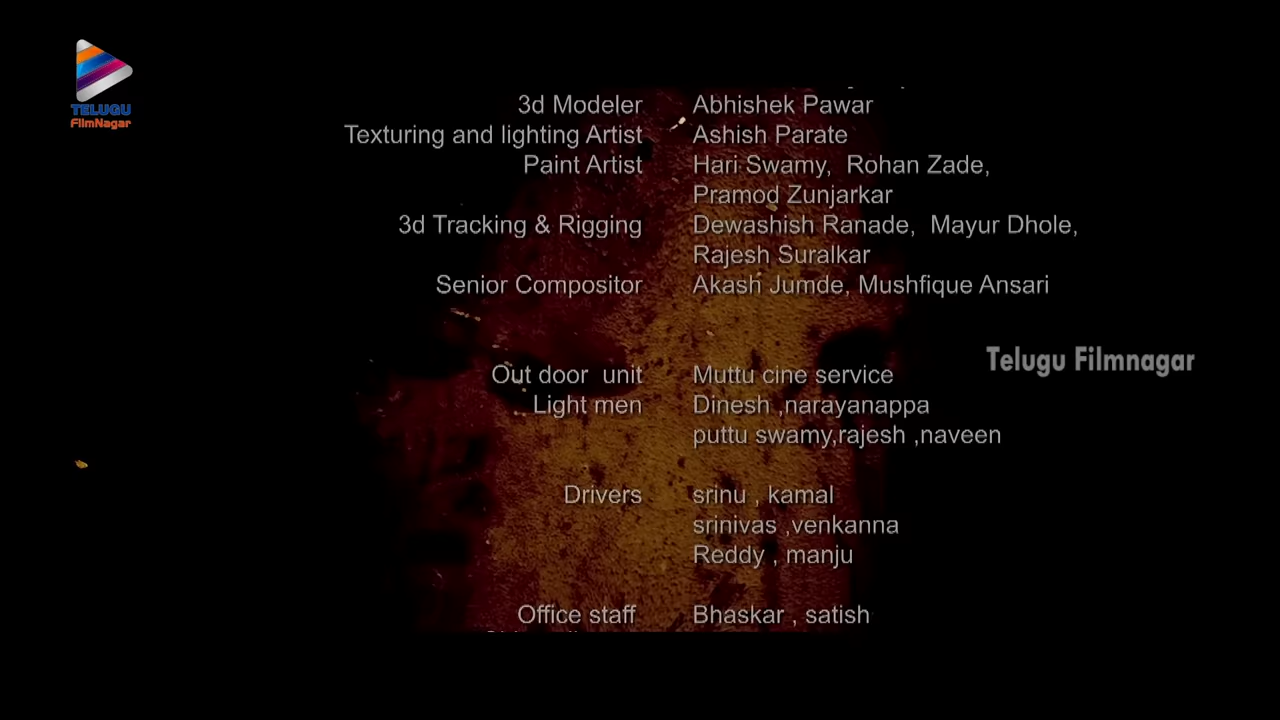 TELUGU
FilmNagar
3d Modeler Abhishek Pawar
Texturing and lighting Artist Ashish Parate
Paint Artist Hari Swamy, Rohan Zade,
Pramod Zunjarkar
3d Tracking & Rigging Dewashish Ranade, Mayur Dhole,
Rajesh Suralkar
Senior Compositor Akash Jumde, Mushfique Ansari
Telugu Filmnagar
Out door unit Muttu cine service
Light men Dinesh ,narayanappa
puttu swamy,rajesh ,naveen
Drivers srinu , kamal
srinivas ,venkanna
Reddy , manju
Office staff Bhaskar , satish